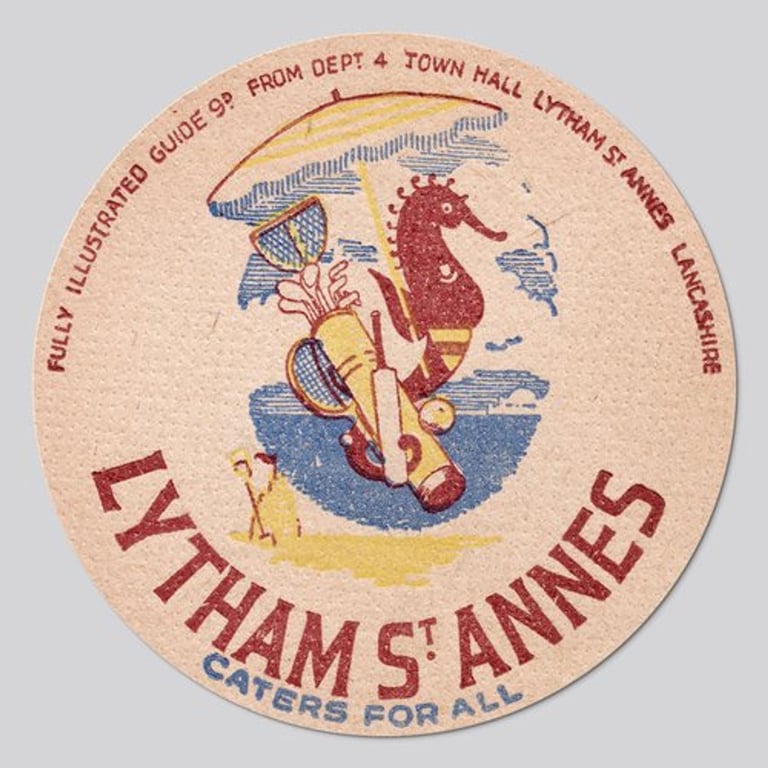 FULLY ILLUSTRATED GUIDE 9D FROM DEPT. 4 TOWN HALL LYTHAM ST ANNES LANCASHIRE
LYTHAM ST. ANNES
CATERS FOR ALL